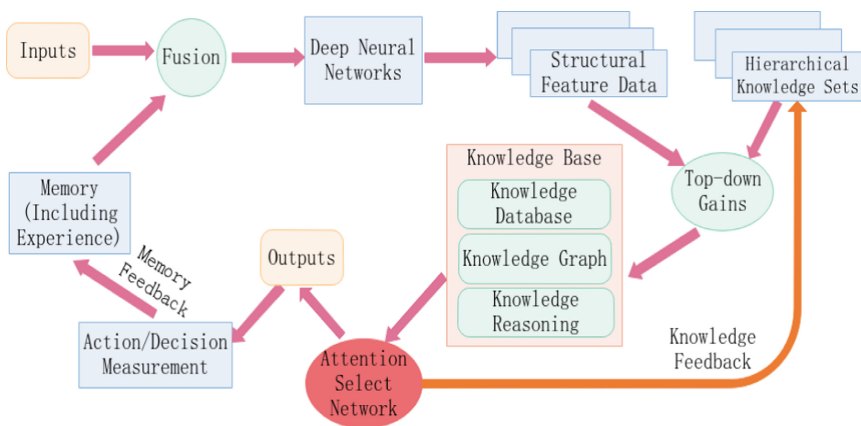 Inputs
Fusion
Deep Neural
Networks
Structural
Feature Data
Hierarchical
Knowledge Sets
Top-down
Gains
Knowledge Base
Knowledge
Database
Knowledge Graph
Knowledge
Reasoning
Memory
(Including
Experience)
Memory
Feedback
Outputs
Action/Decision
Measurement
Attention
Select
Network
Knowledge
Feedback